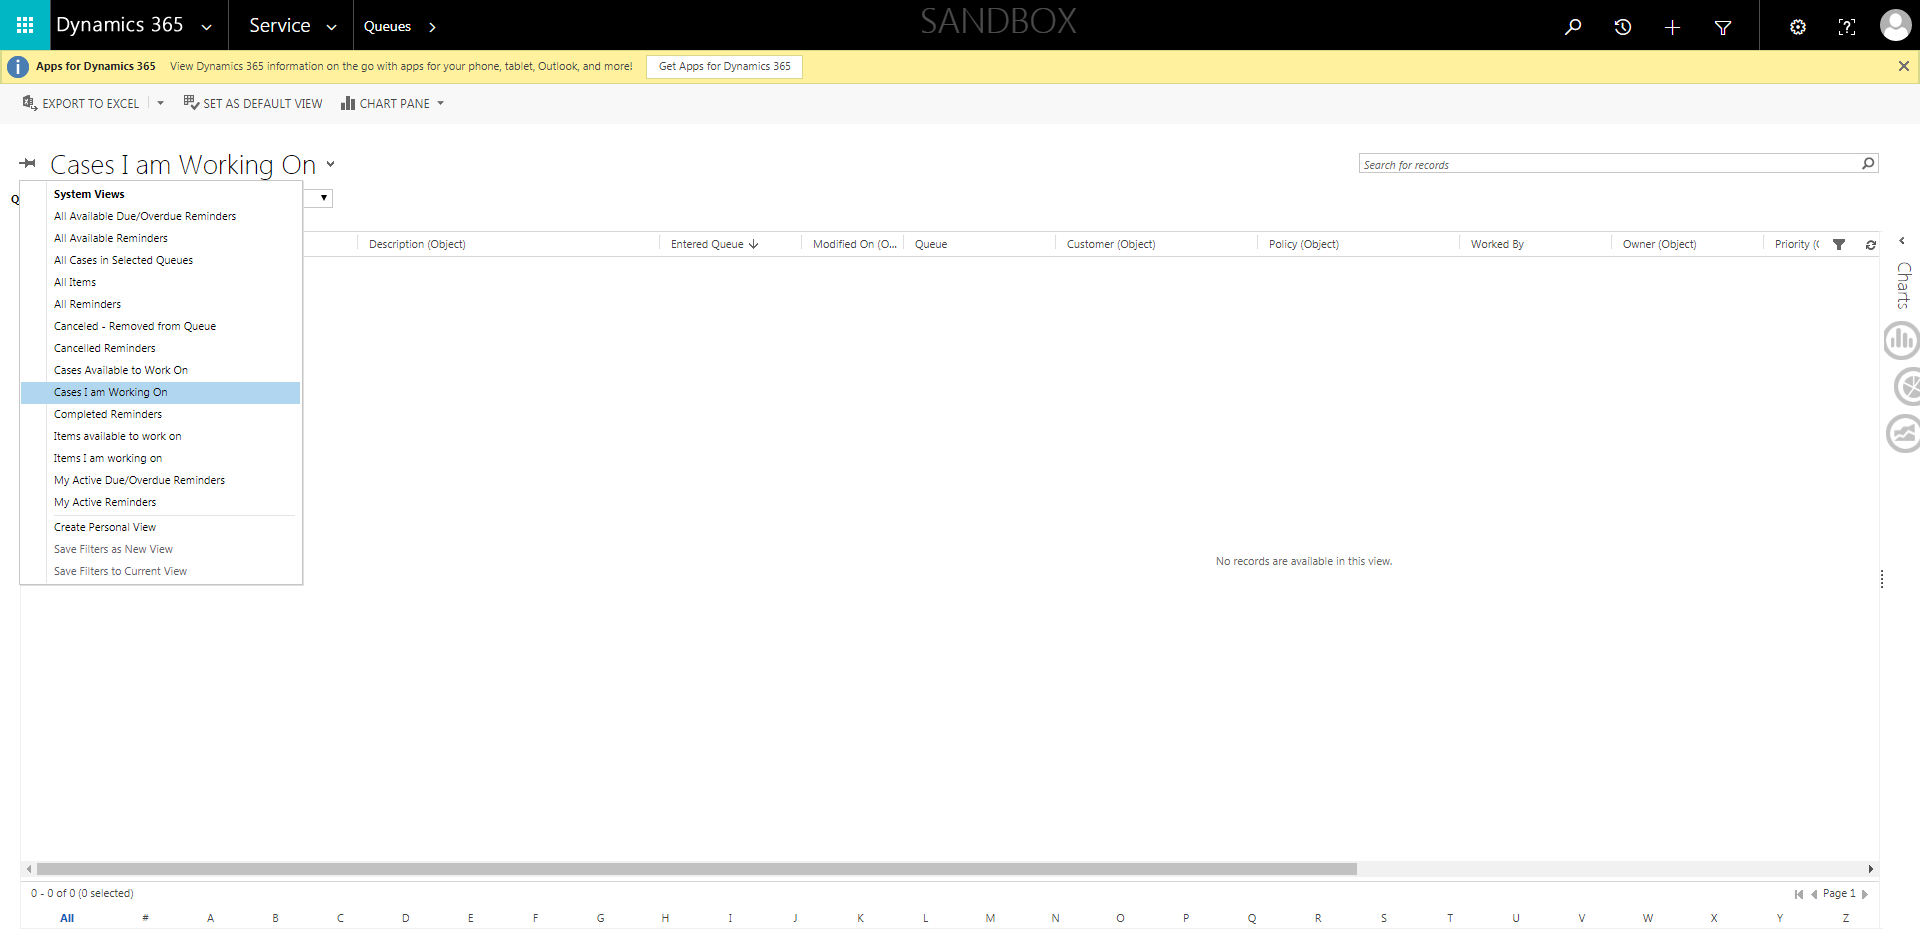 Dynamics 365 Service Queues SANDBOX
Apps for Dynamics 365 View Dynamics 365 information on the go with apps for your phone, tablet, Outlook, and more! Get Apps for Dynamics 365
EXPORT TO EXCEL SET AS DEFAULT VIEW CHART PANE
Cases I am Working On
Search for records
System Views
All Available Due/Overdue Reminders
All Available Reminders
All Cases in Selected Queues
All Items
All Reminders
Canceled - Removed from Queue
Cancelled Reminders
Cases Available to Work On
Cases I am Working On
Completed Reminders
Items available to work on
Items I am working on
My Active Due/Overdue Reminders
My Active Reminders
Create Personal View
Save Filters as New View
Save Filters to Current View
Description (Object) Entered Queue Modified On (O... Queue Customer (Object) Policy (Object) Worked By Owner (Object) Priority (
Charts
No records are available in this view.
0 - 0 of 0 (0 selected) Page 1
All # A B C D E F G H I J K L M N O P Q R S T U V W X Y Z